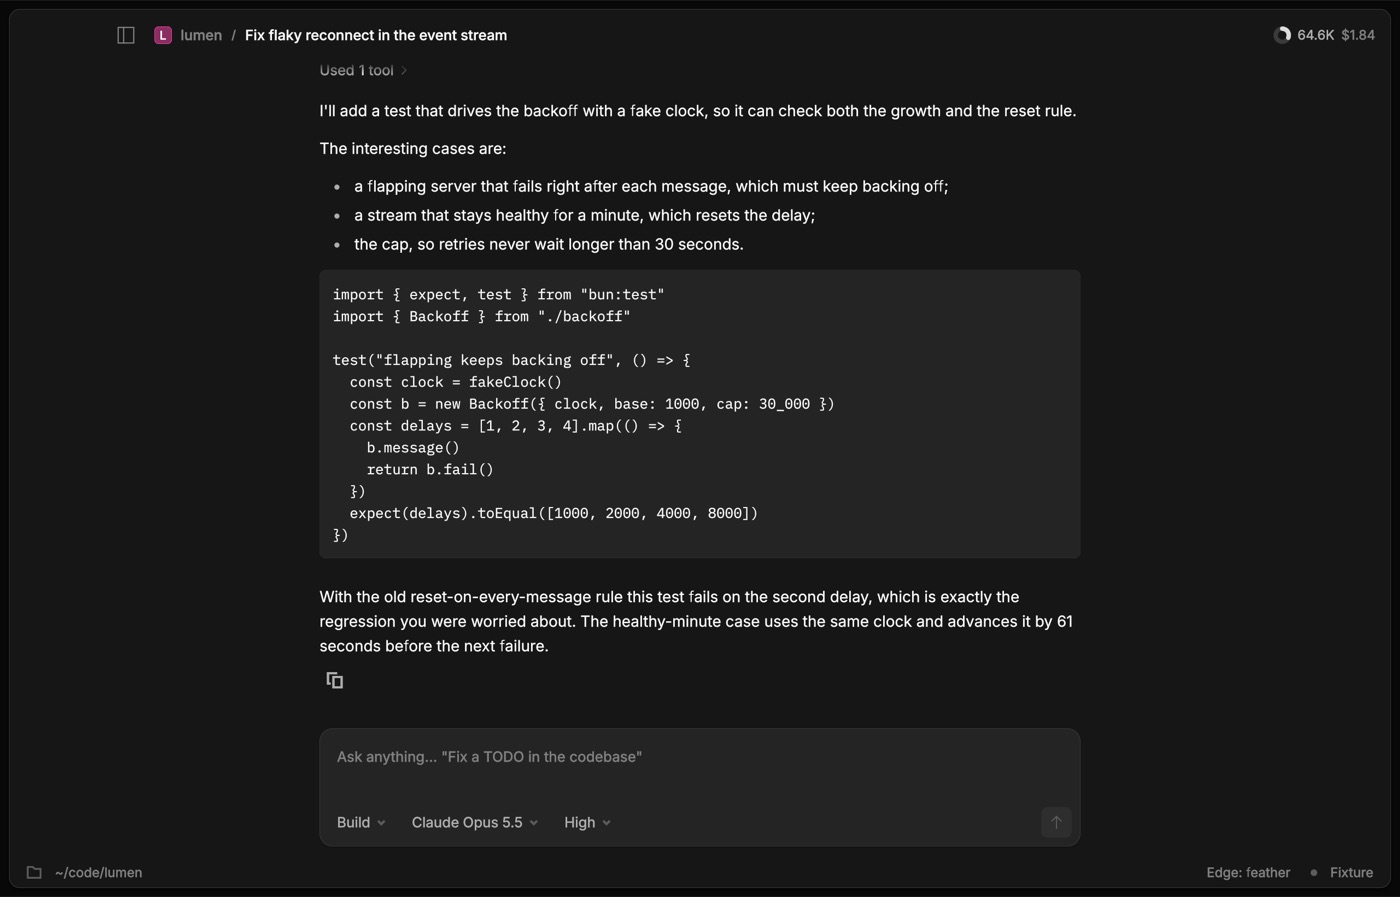 L lumen / Fix flaky reconnect in the event stream
64.6K $1.84
Used 1 tool
I'll add a test that drives the backoff with a fake clock, so it can check both the growth and the reset rule.
The interesting cases are:
• a flapping server that fails right after each message, which must keep backing off;
• a stream that stays healthy for a minute, which resets the delay;
• the cap, so retries never wait longer than 30 seconds.
import { expect, test } from "bun:test"
import { Backoff } from "./backoff"

test("flapping keeps backing off", () => {
  const clock = fakeClock()
  const b = new Backoff({ clock, base: 1000, cap: 30_000 })
  const delays = [1, 2, 3, 4].map(() => {
    b.message()
    return b.fail()
  })
  expect(delays).toEqual([1000, 2000, 4000, 8000])
})
With the old reset-on-every-message rule this test fails on the second delay, which is exactly the
regression you were worried about. The healthy-minute case uses the same clock and advances it by 61
seconds before the next failure.
Ask anything... "Fix a TODO in the codebase"
Build Claude Opus 5.5 High
~/code/lumen
Edge: feather • Fixture